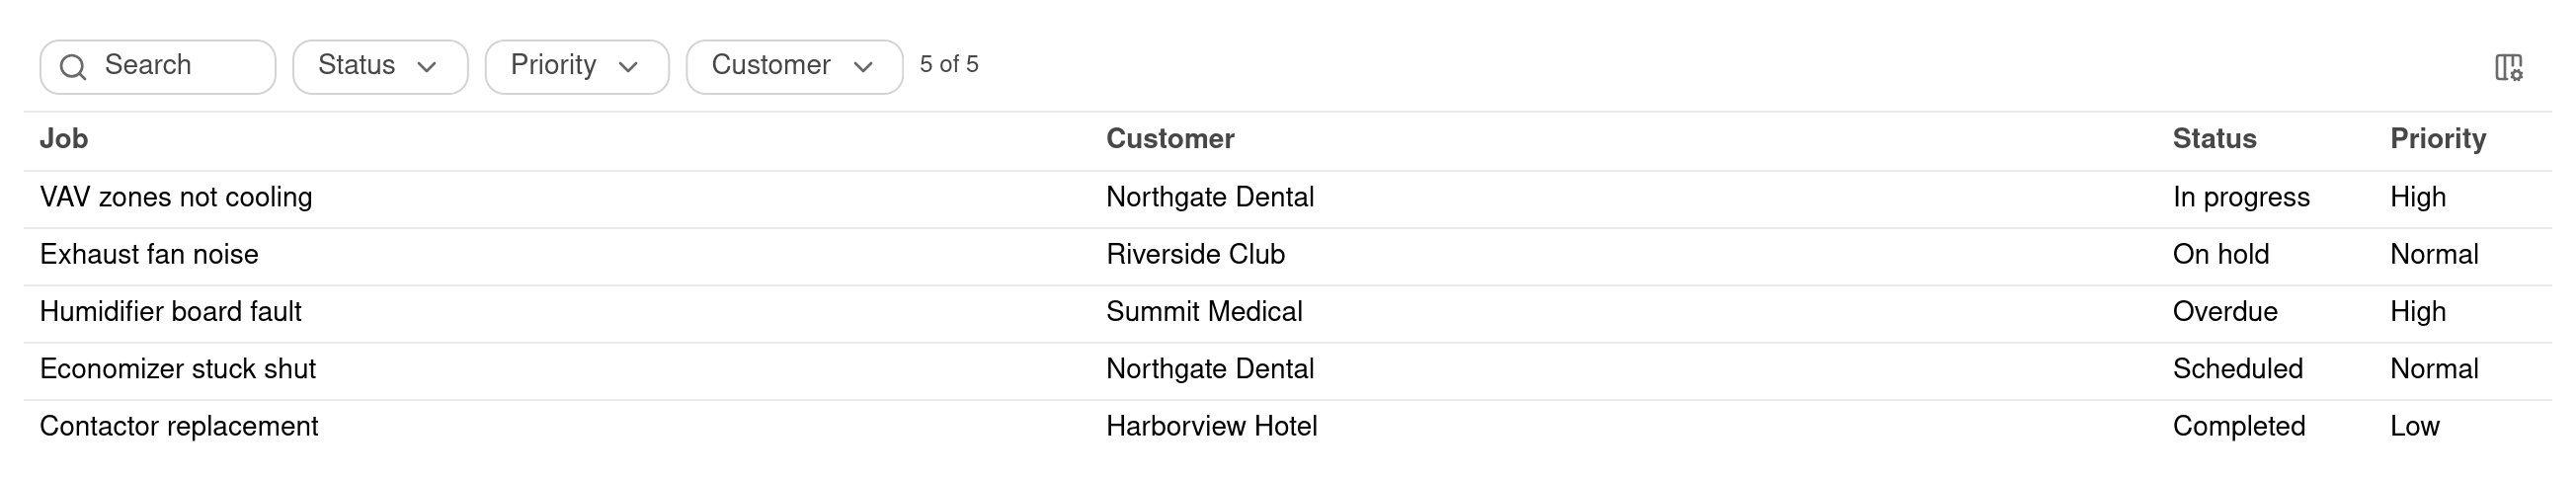 Search Status Priority Customer 5 of 5
Job Customer Status Priority
VAV zones not cooling Northgate Dental In progress High
Exhaust fan noise Riverside Club On hold Normal
Humidifier board fault Summit Medical Overdue High
Economizer stuck shut Northgate Dental Scheduled Normal
Contactor replacement Harborview Hotel Completed Low